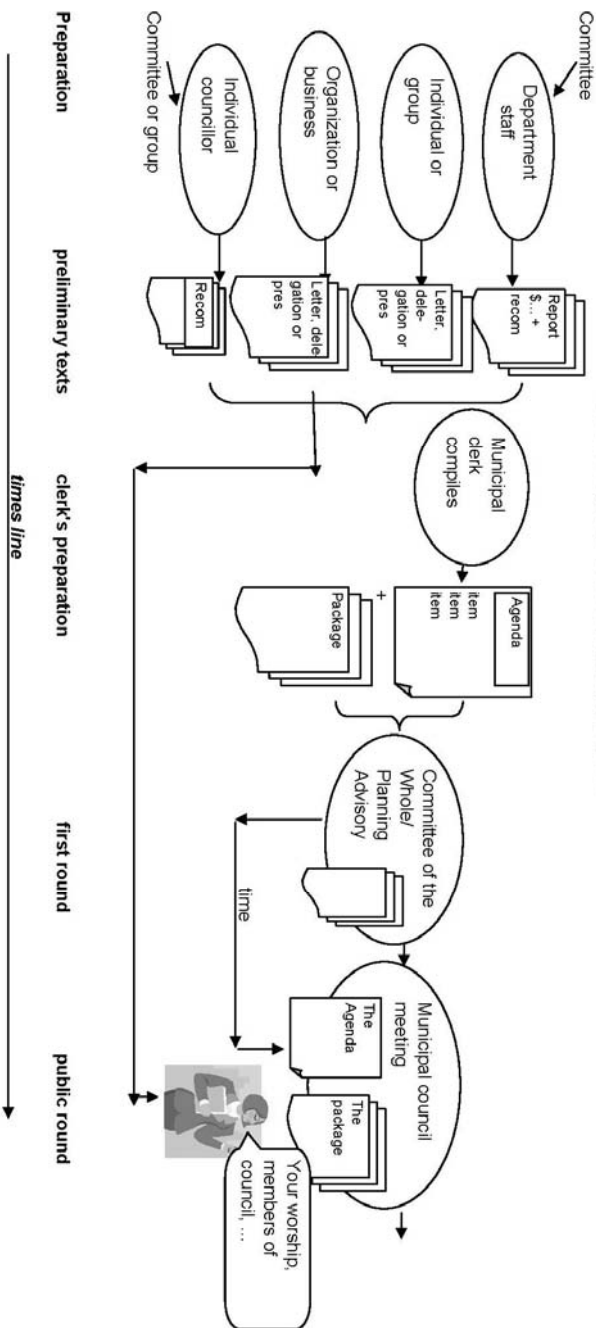 Committee
Department
staff
Individual or
group
Organization or
business
Individual
councillor
Committee or group
Report
$... +
recom
Letter,
dele-
gation or
pres
Letter, dele-
gation or
pres
Recom
Municipal
clerk
compiles
Agenda
item
item
item
+
Package
Committee of the
Whole/
Planning
Advisory
time
Municipal council
meeting
The
Agenda
The
package
Your worship,
members of
council, ...
Preparation
preliminary texts
clerk's preparation
first round
public round
times line